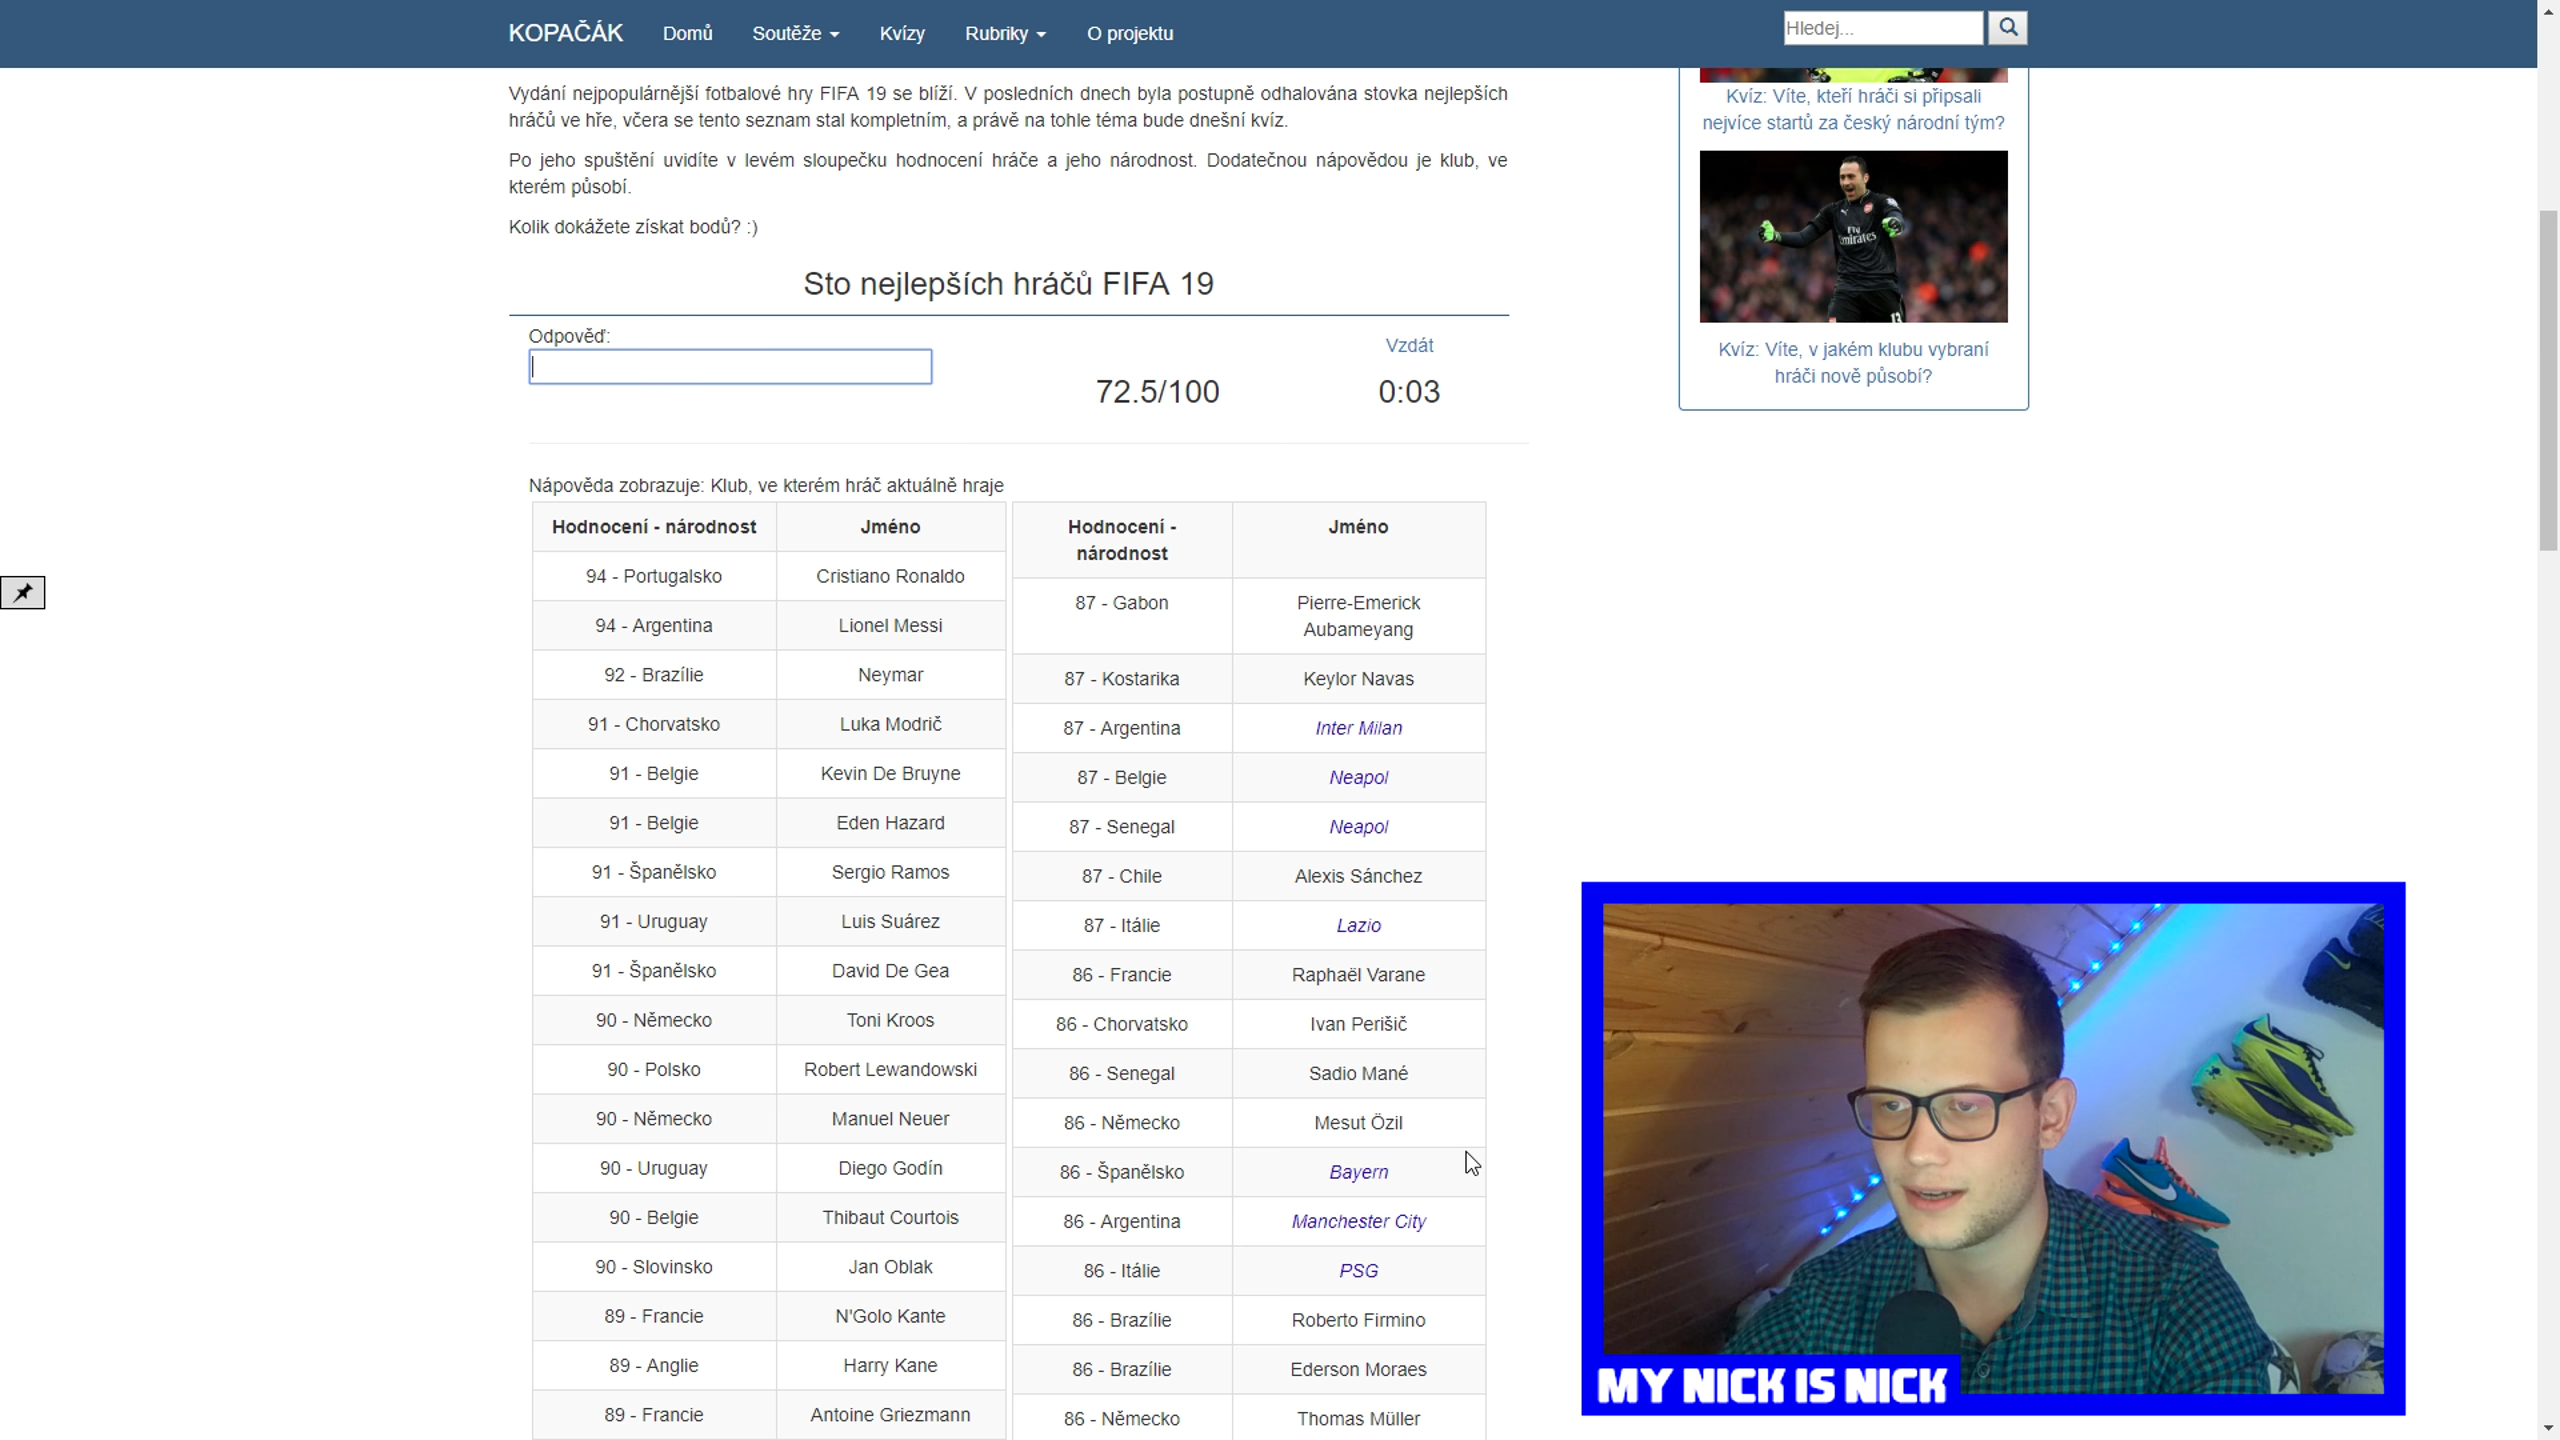 KOPAČÁK
Domů
Soutěže
Kvízy
Rubriky
O projektu
Hledej...
Vydání nejpopulárnější fotbalové hry FIFA 19 se blíží. V posledních dnech byla postupně odhalována stovka nejlepších
hráčů ve hře, včera se tento seznam stal kompletním, a právě na tohle téma bude dnešní kvíz.
Po jeho spuštění uvidíte v levém sloupečku hodnocení hráče a jeho národnost. Dodatečnou nápovědou je klub, ve
kterém působí.
Kolik dokážete získat bodů? :)
Sto nejlepších hráčů FIFA 19
Odpověď:
72.5/100
Vzdát
0:03
Nápověda zobrazuje: Klub, ve kterém hráč aktuálně hraje
Hodnocení - národnost
Jméno
94 - Portugalsko
Cristiano Ronaldo
94 - Argentina
Lionel Messi
92 - Brazílie
Neymar
91 - Chorvatsko
Luka Modrič
91 - Belgie
Kevin De Bruyne
91 - Belgie
Eden Hazard
91 - Španělsko
Sergio Ramos
91 - Uruguay
Luis Suárez
91 - Španělsko
David De Gea
90 - Německo
Toni Kroos
90 - Polsko
Robert Lewandowski
90 - Německo
Manuel Neuer
90 - Uruguay
Diego Godín
90 - Belgie
Thibaut Courtois
90 - Slovinsko
Jan Oblak
89 - Francie
N'Golo Kante
89 - Anglie
Harry Kane
89 - Francie
Antoine Griezmann
Hodnocení -
národnost
Jméno
87 - Gabon
Pierre-Emerick
Aubameyang
87 - Kostarika
Keylor Navas
87 - Argentina
Inter Milan
87 - Belgie
Neapol
87 - Senegal
Neapol
87 - Chile
Alexis Sánchez
87 - Itálie
Lazio
86 - Francie
Raphaël Varane
86 - Chorvatsko
Ivan Perišič
86 - Senegal
Sadio Mané
86 - Německo
Mesut Özil
86 - Španělsko
Bayern
86 - Argentina
Manchester City
86 - Itálie
PSG
86 - Brazílie
Roberto Firmino
86 - Brazílie
Ederson Moraes
86 - Německo
Thomas Müller
Kvíz: Víte, kteří hráči si připsali
nejvíce startů za český národní tým?
Fly
Emirates
13
Kvíz: Víte, v jakém klubu vybraní
hráči nově působí?
MY NICK IS NICK